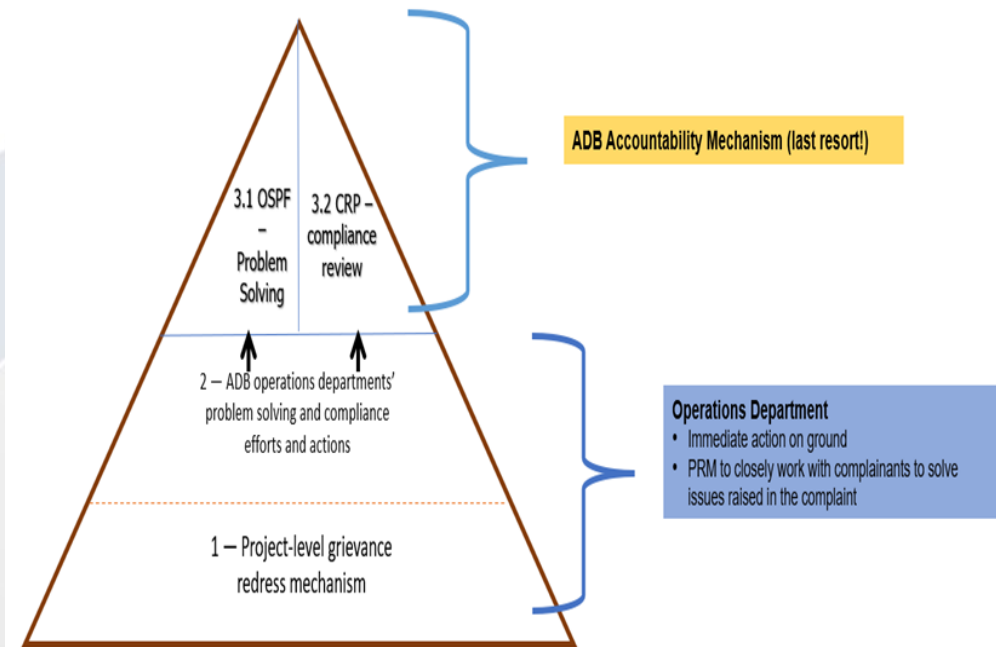 ADB Accountability Mechanism (last resort!)
3.1 OSPF
–
Problem
Solving
3.2 CRP –
compliance
review
2 – ADB operations departments’
problem solving and compliance
efforts and actions
Operations Department
• Immediate action on ground
• PRM to closely work with complainants to solve
issues raised in the complaint
1 – Project-level grievance
redress mechanism